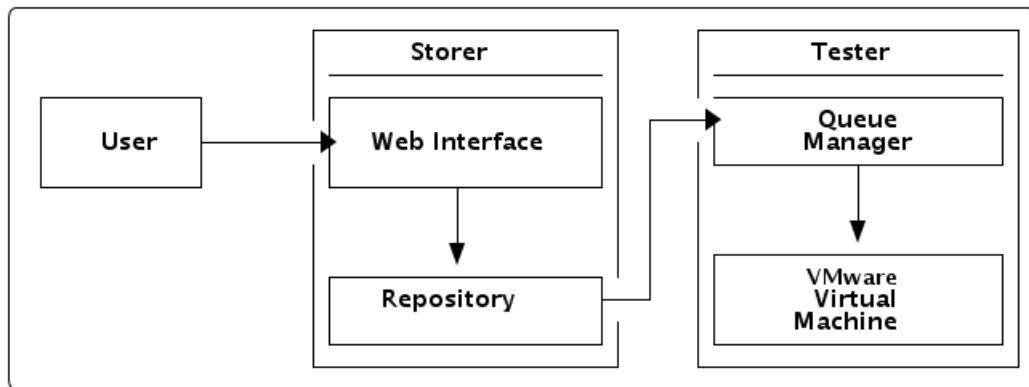 Storer
Tester
User
Web Interface
Queue
Manager
Repository
VMware
Virtual
Machine